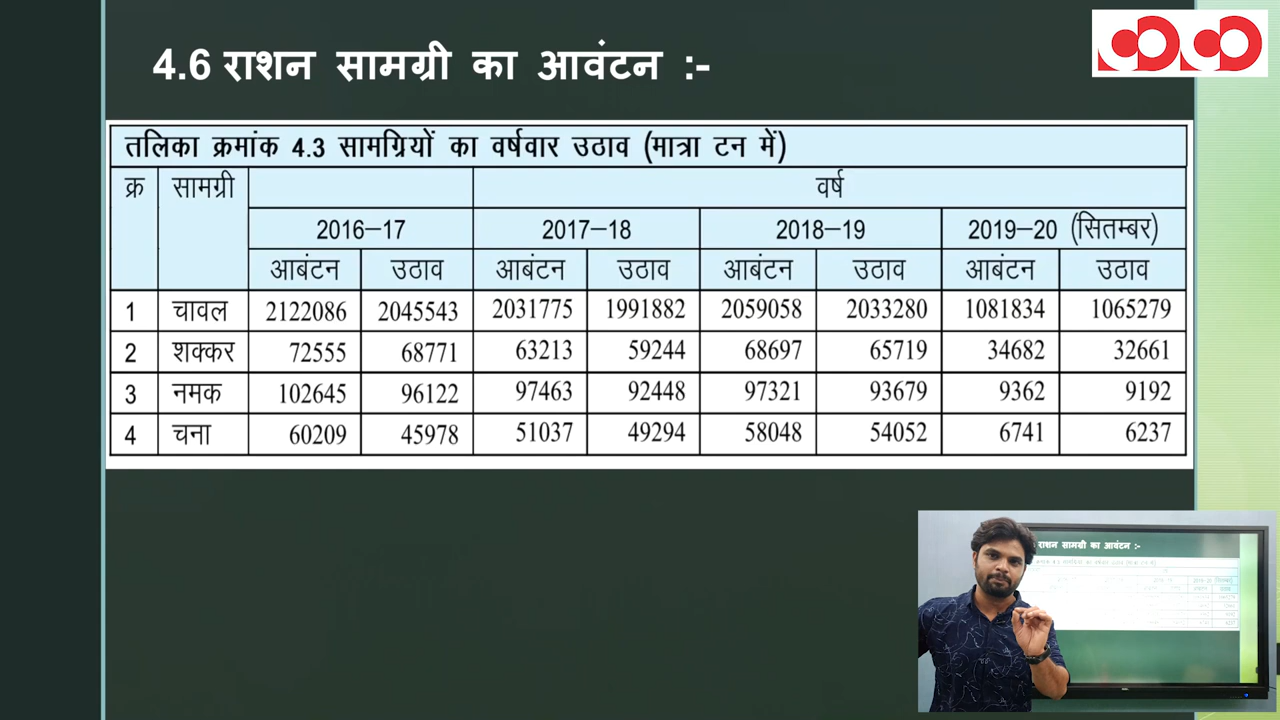 4.6 राशन सामग्री का आवंटन :-
तलिका क्रमांक 4.3 सामग्रियों का वर्षवार उठाव (मात्रा टन में)
क्र सामग्री वर्ष
2016–17 2017–18 2018–19 2019–20 (सितम्बर)
आबंटन उठाव आबंटन उठाव आबंटन उठाव आबंटन उठाव
1 चावल 2122086 2045543 2031775 1991882 2059058 2033280 1081834 1065279
2 शक्कर 72555 68771 63213 59244 68697 65719 34682 32661
3 नमक 102645 96122 97463 92448 97321 93679 9362 9192
4 चना 60209 45978 51037 49294 58048 54052 6741 6237
राशन सामग्री का आवंटन :-